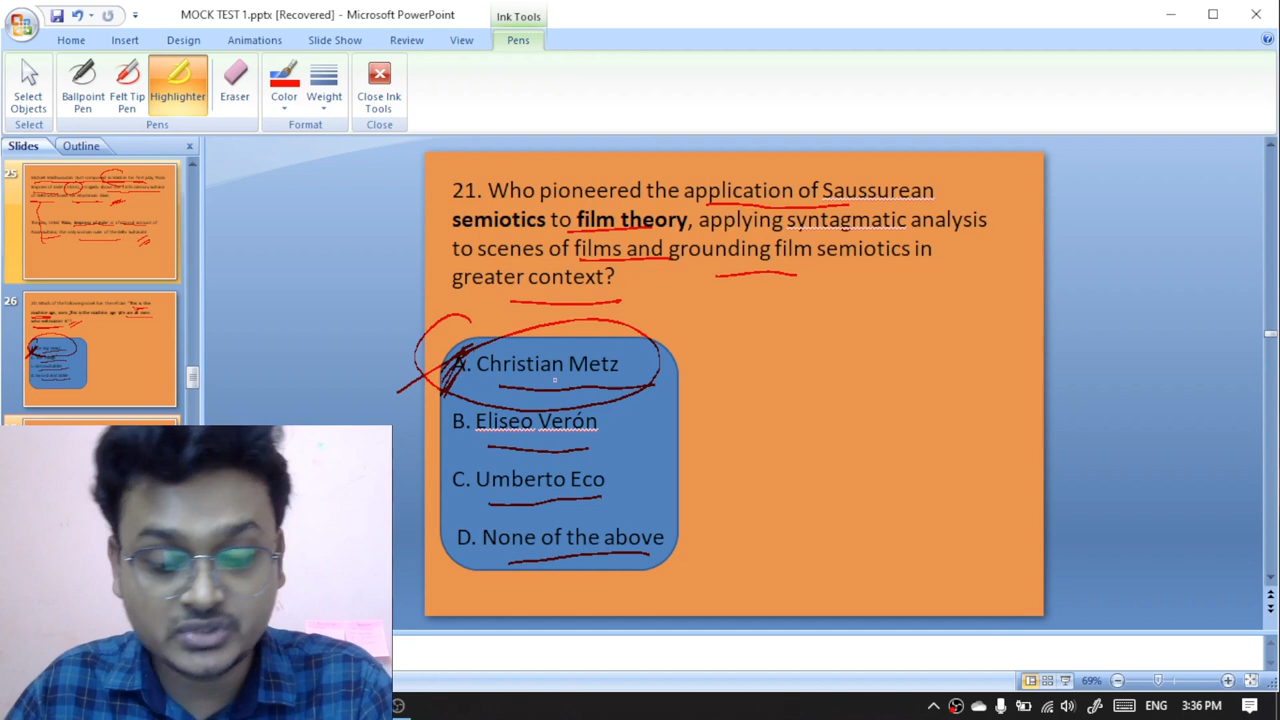 MOCK TEST 1.pptx [Recovered] - Microsoft PowerPoint
Ink Tools
Home Insert Design Animations Slide Show Review View Pens
Select Objects
Ballpoint Pen
Felt Tip Pen
Highlighter
Eraser
Color
Weight
Close Ink Tools
Select Pens Format Close
Slides Outline
25
26
21. Who pioneered the application of Saussurean
semiotics to film theory, applying syntagmatic analysis
to scenes of films and grounding film semiotics in
greater context?
A. Christian Metz
B. Eliseo Verón
C. Umberto Eco
D. None of the above
69%
ENG 3:36 PM